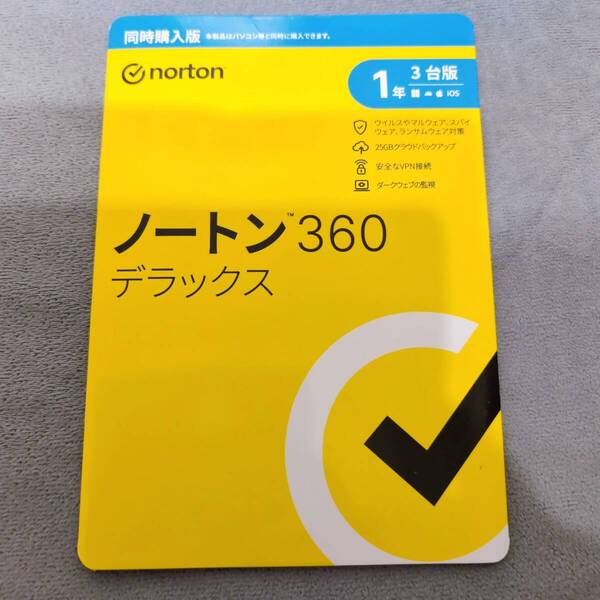 同時購入版 本製品はパソコン等と同時に購入できます。
norton
1年 3台版
iOS
ウイルスやマルウェア、スパイ
ウェア、ランサムウェア対策
25GBクラウドバックアップ
安全なVPN接続
ダークウェブの監視
ノートン™ 360
デラックス